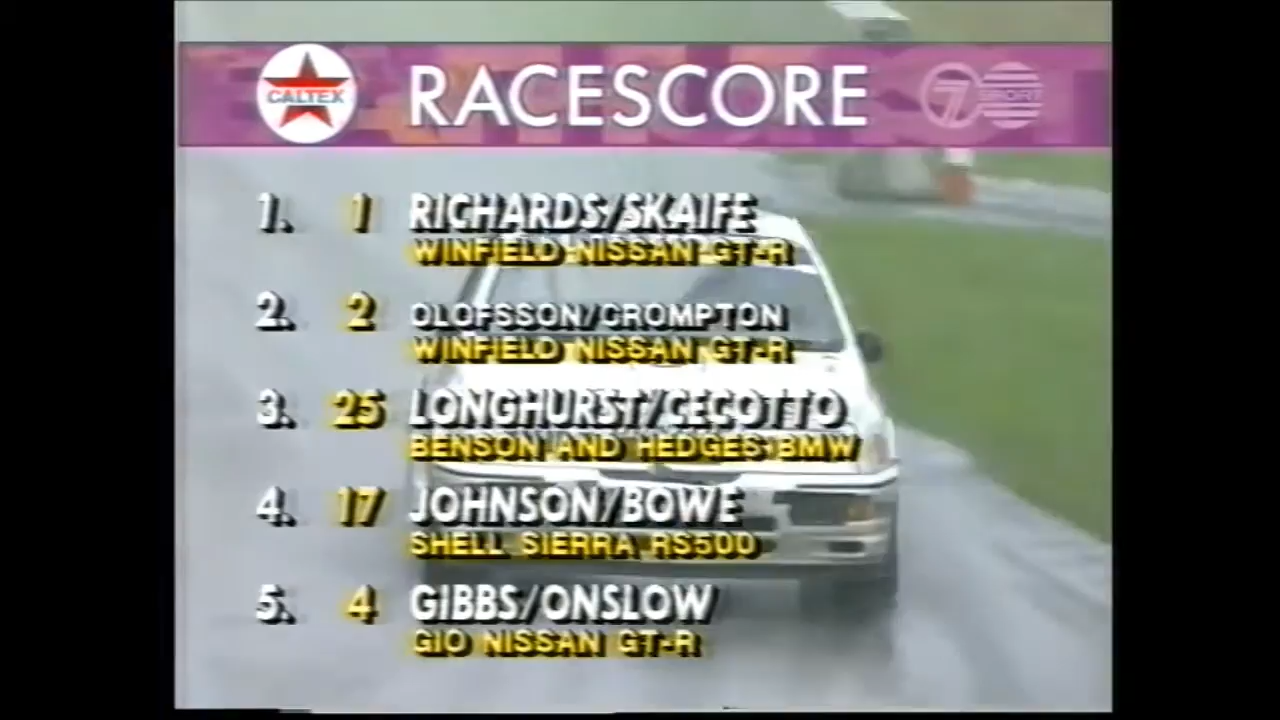 CALTEX RACESCORE 7 SPORT
1. 1 RICHARDS/SKAIFE
WINFIELD NISSAN GT-R
2. 2 OLOFSSON/CROMPTON
WINFIELD NISSAN GT-R
3. 25 LONGHURST/CECOTTO
BENSON AND HEDGES BMW
4. 17 JOHNSON/BOWE
SHELL SIERRA RS500
5. 4 GIBBS/ONSLOW
GIO NISSAN GT-R